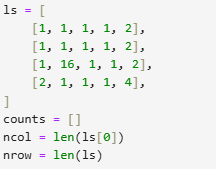 ls = [
    [1, 1, 1, 1, 2],
    [1, 1, 1, 1, 2],
    [1, 16, 1, 1, 2],
    [2, 1, 1, 1, 4],
]
counts = []
ncol = len(ls[0])
nrow = len(ls)